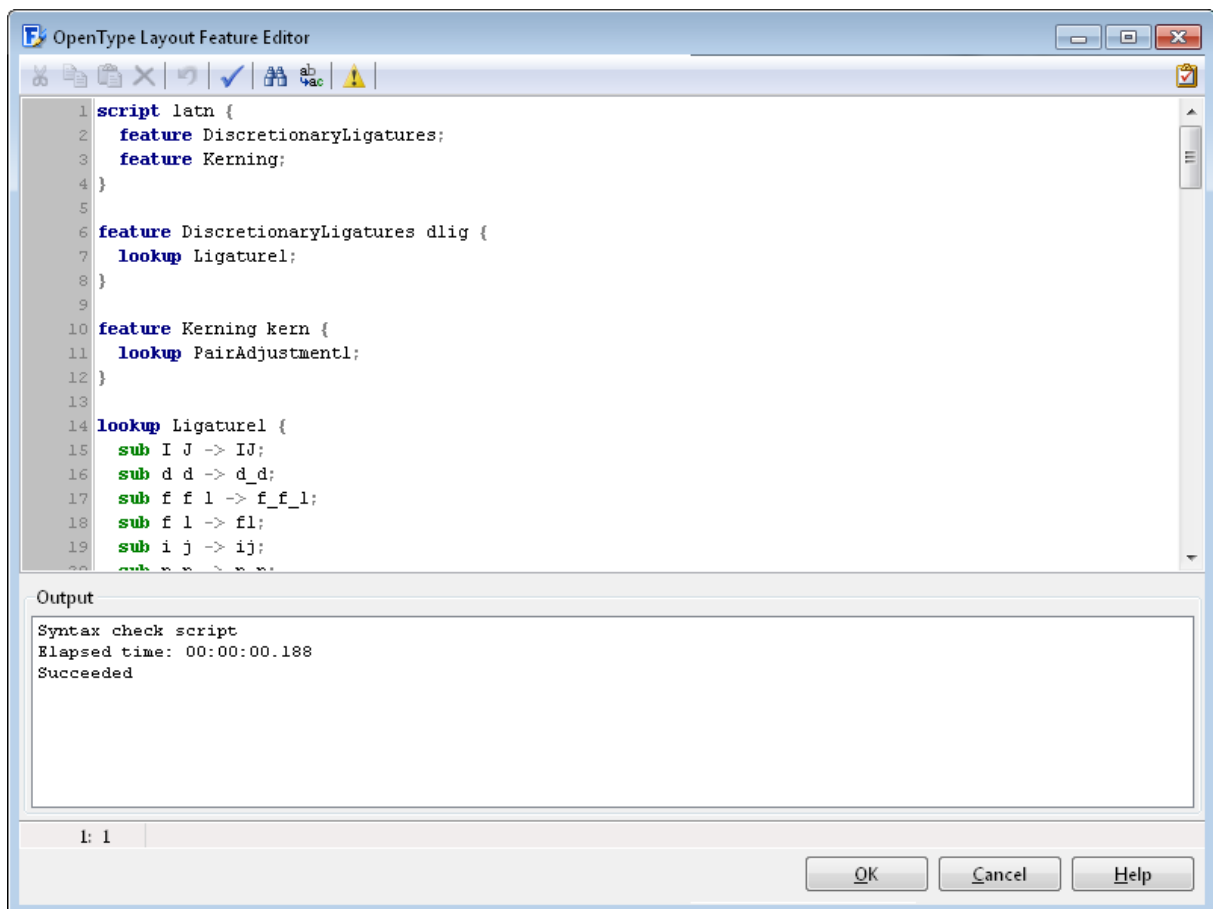 OpenType Layout Feature Editor
1 script latn {
2 feature DiscretionaryLigatures;
3 feature Kerning;
4 }
5
6 feature DiscretionaryLigatures dlig {
7 lookup Ligature1;
8 }
9
10 feature Kerning kern {
11 lookup PairAdjustment1;
12 }
13
14 lookup Ligature1 {
15 sub I J -> IJ;
16 sub d d -> d_d;
17 sub f f l -> f_f_l;
18 sub f l -> fl;
19 sub i j -> ij;
Output
Syntax check script
Elapsed time: 00:00:00.188
Succeeded
1: 1
OK Cancel Help